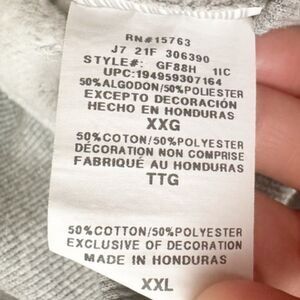 RN#15763
J7 21F 306390
STYLE#: GF88H 1IC
UPC:194959307164
50%ALGODON/50%POLIESTER
EXCEPTO DECORACIÓN
HECHO EN HONDURAS
XXG
50%COTON/50%POLYESTER
DÉCORATION NON COMPRISE
FABRIQUÉ AU HONDURAS
TTG
50%COTTON/50%POLYESTER
EXCLUSIVE OF DECORATION
MADE IN HONDURAS
XXL